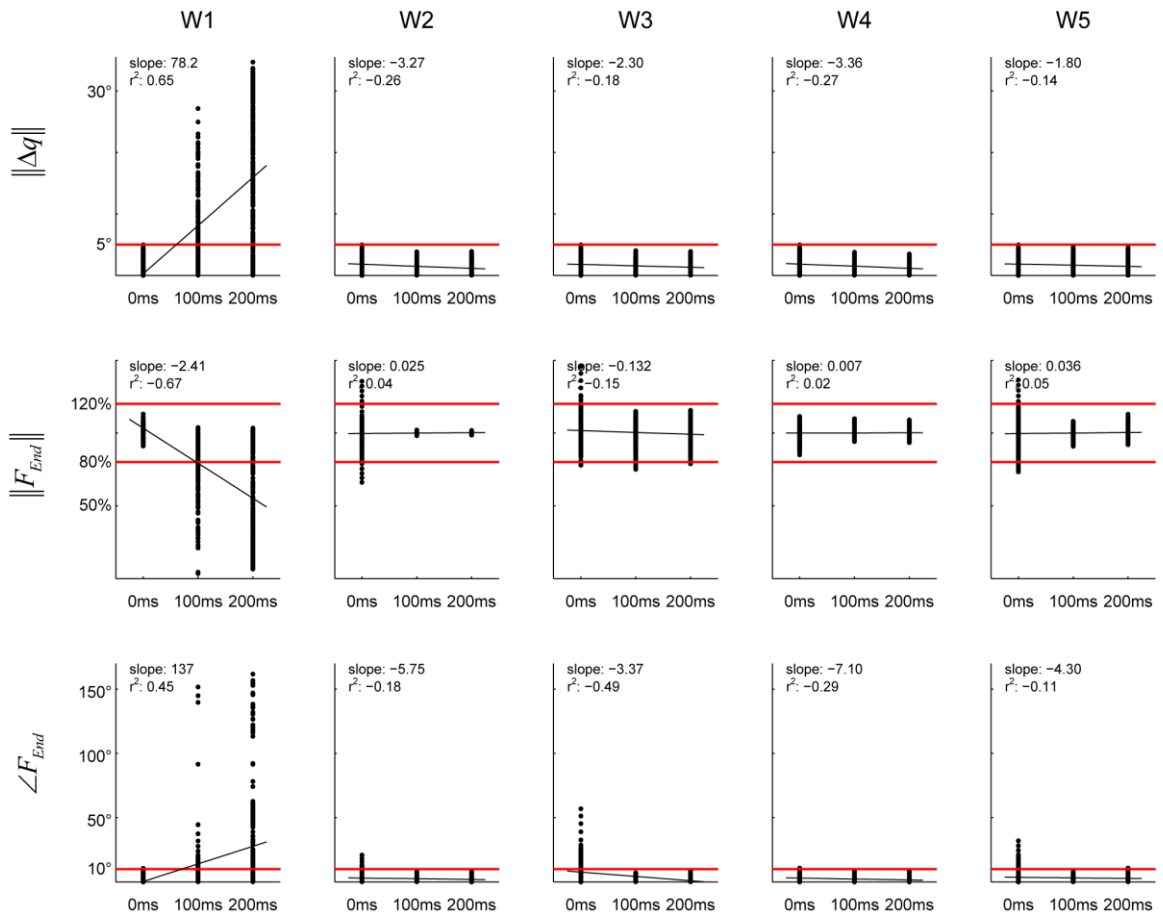 W1 W2 W3 W4 W5
‖Δq‖
slope: 78.2
r²: 0.65
slope: −3.27
r²: −0.26
slope: −2.30
r²: −0.18
slope: −3.36
r²: −0.27
slope: −1.80
r²: −0.14
30°
5°
0ms 100ms 200ms 0ms 100ms 200ms 0ms 100ms 200ms 0ms 100ms 200ms 0ms 100ms 200ms
‖F_End‖
slope: −2.41
r²: −0.67
slope: 0.025
r²: 0.04
slope: −0.132
r²: −0.15
slope: 0.007
r²: 0.02
slope: 0.036
r²: 0.05
120%
80%
50%
0ms 100ms 200ms 0ms 100ms 200ms 0ms 100ms 200ms 0ms 100ms 200ms 0ms 100ms 200ms
∠F_End
slope: 137
r²: 0.45
slope: −5.75
r²: −0.18
slope: −3.37
r²: −0.49
slope: −7.10
r²: −0.29
slope: −4.30
r²: −0.11
150°
100°
50°
10°
0ms 100ms 200ms 0ms 100ms 200ms 0ms 100ms 200ms 0ms 100ms 200ms 0ms 100ms 200ms